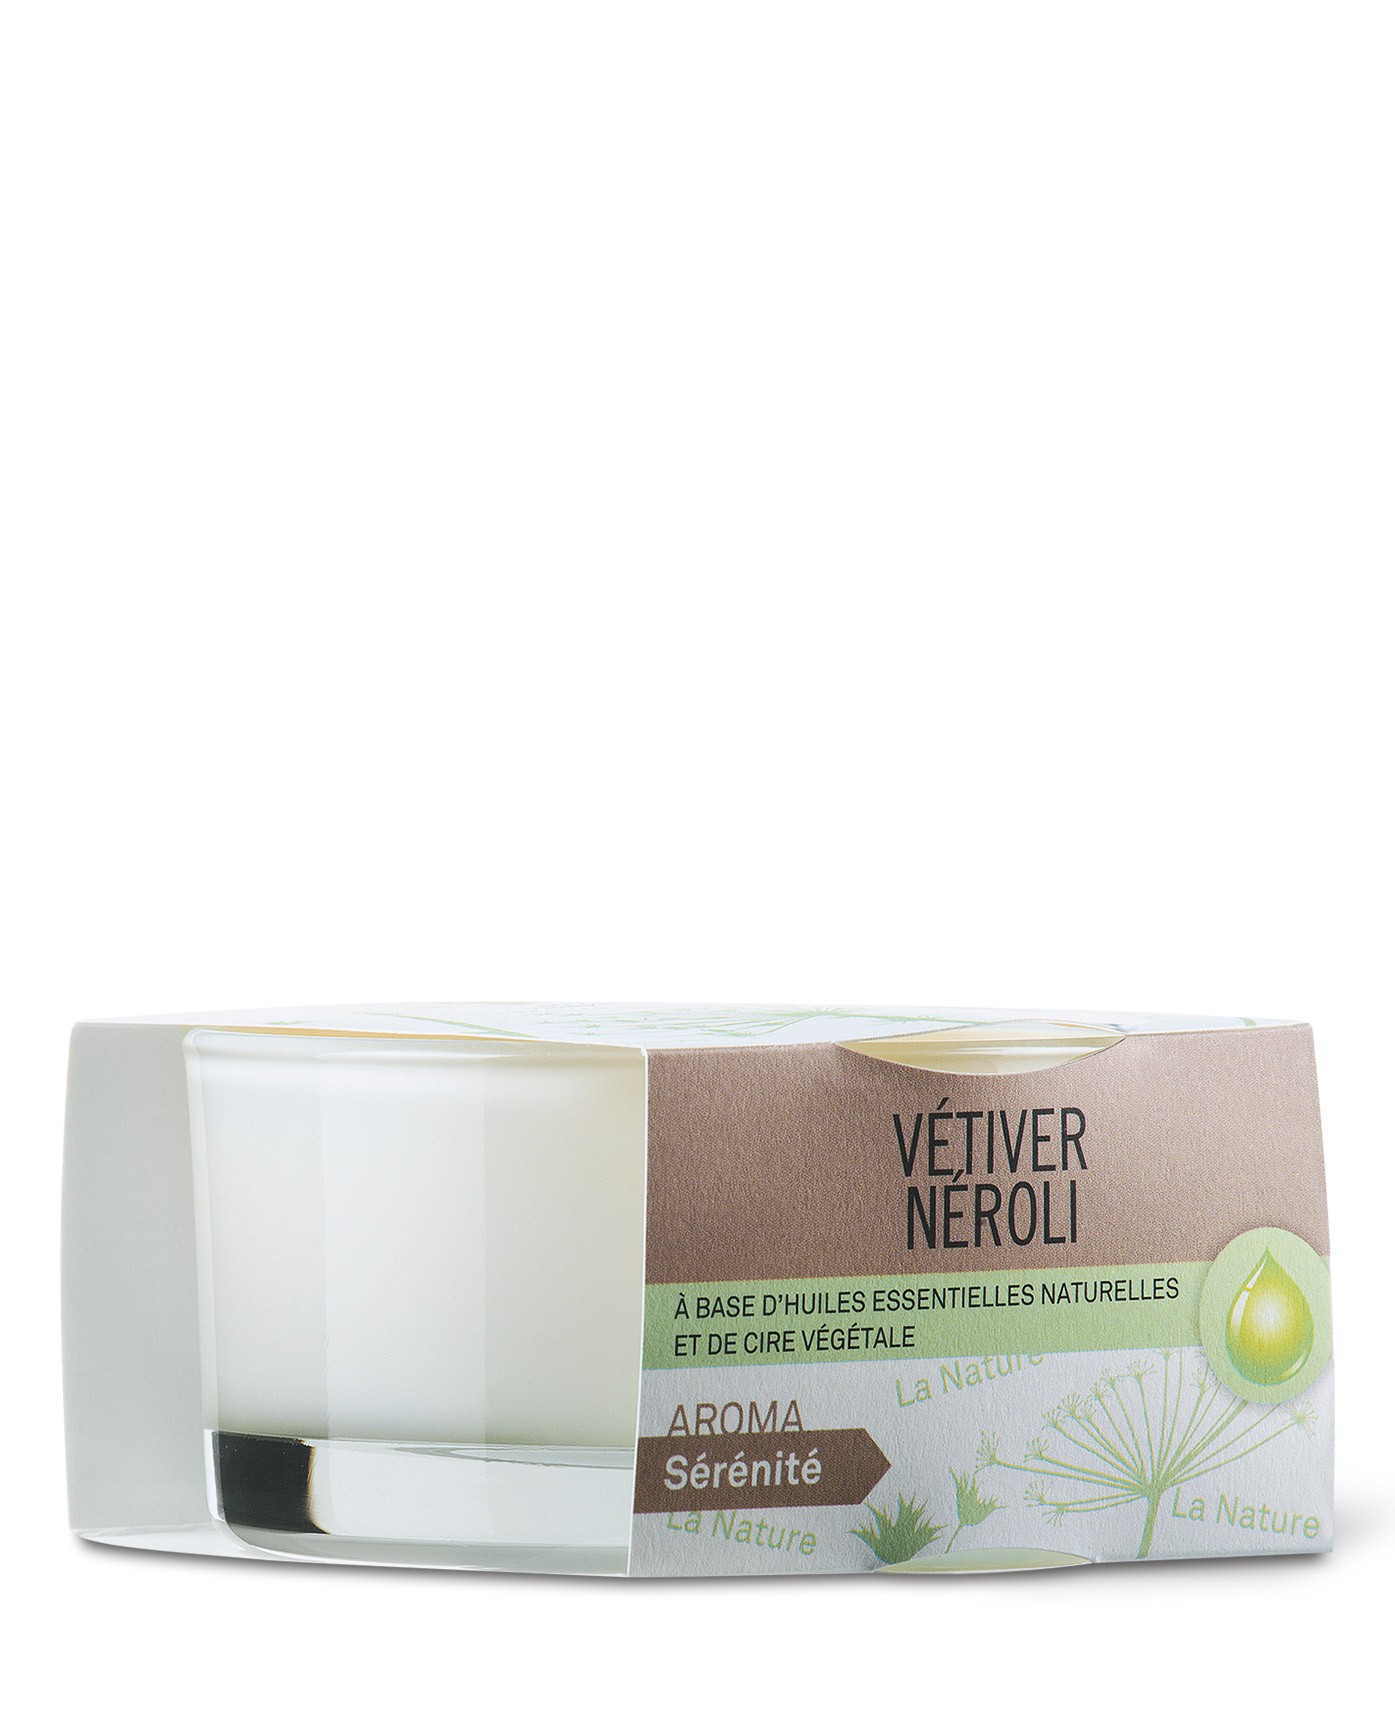 VÉTIVER
NÉROLI
À BASE D'HUILES ESSENTIELLES NATURELLES
ET DE CIRE VÉGÉTALE
La Nature
AROMA
Sérénité
La Nature
La Nature